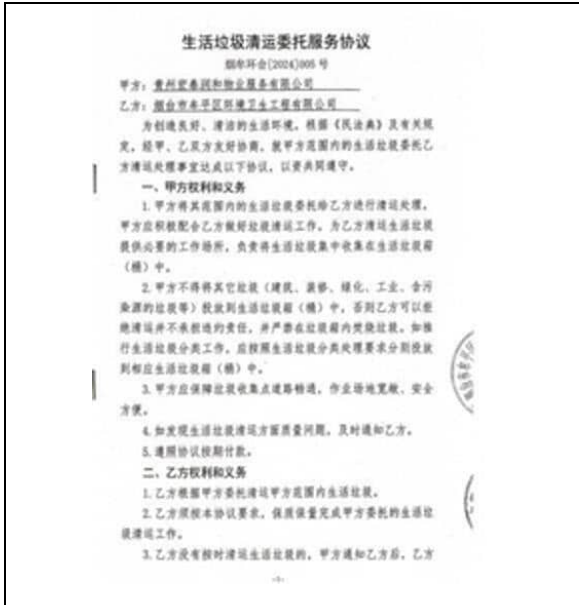 生活垃圾清运委托服务协议
烟牟环合(2024)005 号
甲方：贵州宏泰润和物业服务有限公司
乙方：烟台市牟平区环境卫生工程有限公司
为创造良好、清洁的生活环境，根据《民法典》及有关规
定，经甲、乙双方友好协商，就甲方范围内的生活垃圾委托乙
方清运处理事宜达成以下协议，以资共同遵守。
一、甲方权利和义务
1.甲方将其范围内的生活垃圾委托给乙方进行清运处理，
甲方应积极配合乙方做好垃圾清运工作，为乙方清运生活垃圾
提供必要的工作场所，负责将生活垃圾集中收集在生活垃圾箱
（桶）中。
2.甲方不得将其它垃圾（建筑、装修、绿化、工业、含污
染源的垃圾等）投放到生活垃圾箱（桶）中，否则乙方可以拒
绝清运并不承担违约责任，并严禁在垃圾箱内焚烧垃圾。如推
行生活垃圾分类工作，应按照生活垃圾分类处理要求分别投放
到相应生活垃圾箱（桶）中。
3.甲方应保障垃圾收集点道路畅通，作业场地宽敞、安全
方便。
4.如发现生活垃圾清运方面质量问题，及时通知乙方。
5.遵照协议按期付款。
二、乙方权利和义务
1.乙方根据甲方委托清运甲方范围内生活垃圾。
2.乙方须按本协议要求，保质保量完成甲方委托的生活垃
圾清运工作。
3.乙方没有按时清运生活垃圾的，甲方通知乙方后，乙方
-1-